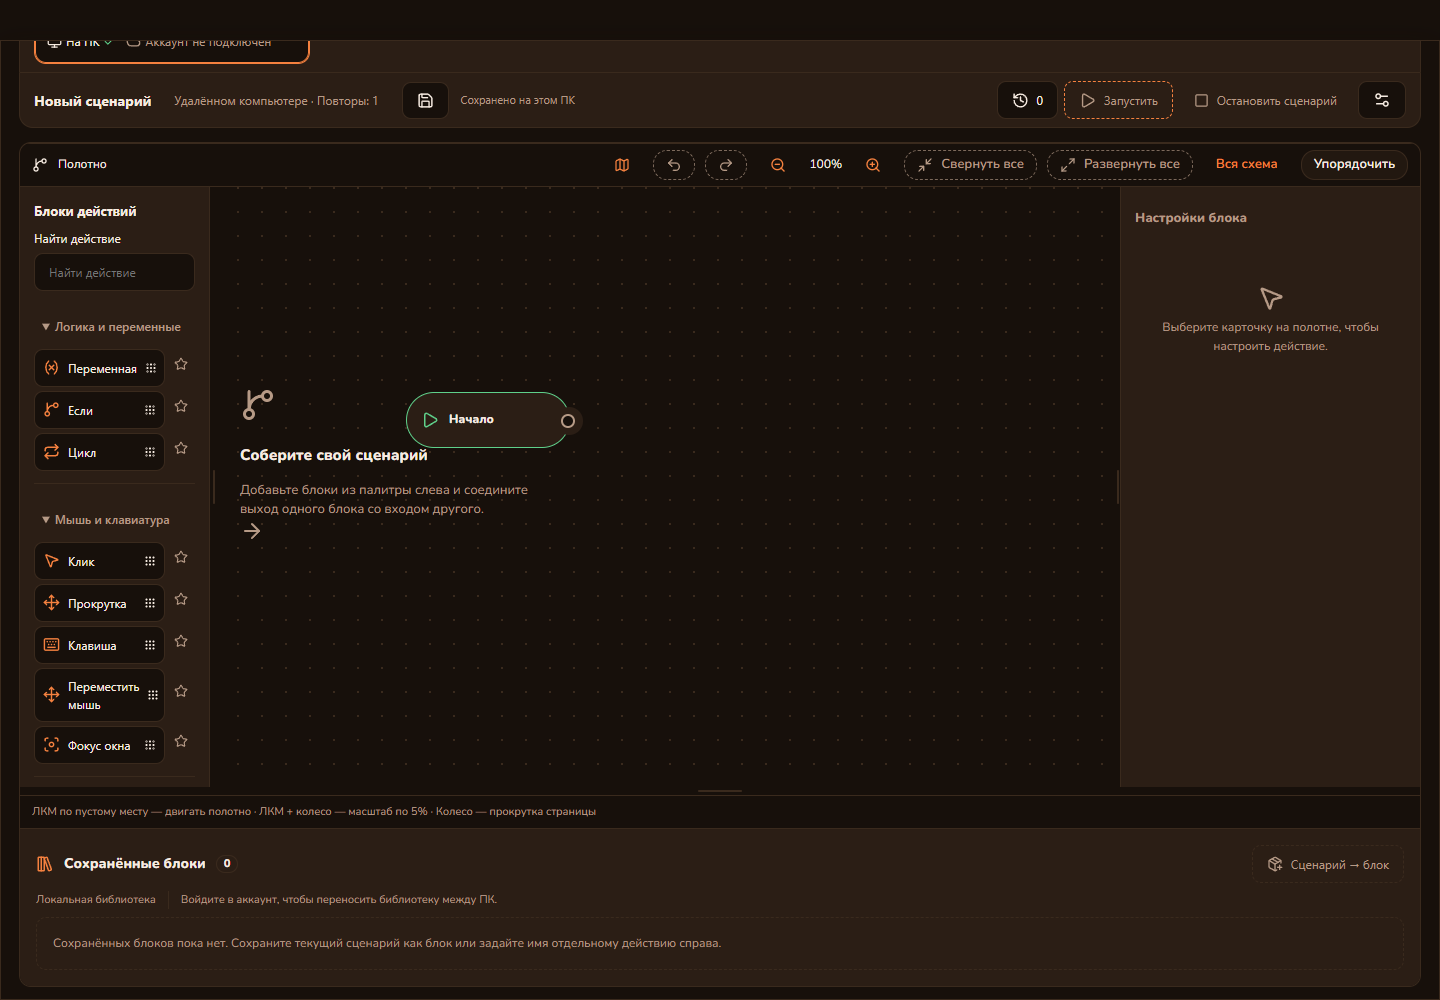 На ПК Аккаунт не подключен
Новый сценарий Удалённом компьютере · Повторы: 1 Сохранено на этом ПК 0 Запустить Остановить сценарий
Полотно 100% Свернуть все Развернуть все Вся схема Упорядочить
Блоки действий
Найти действие
Найти действие
Логика и переменные
Переменная
Если
Цикл
Мышь и клавиатура
Клик
Прокрутка
Клавиша
Переместить
мышь
Фокус окна
Начало
Соберите свой сценарий
Добавьте блоки из палитры слева и соедините
выход одного блока со входом другого.
Настройки блока
Выберите карточку на полотне, чтобы
настроить действие.
ЛКМ по пустому месту — двигать полотно · ЛКМ + колесо — масштаб по 5% · Колесо — прокрутка страницы
Сохранённые блоки 0 Сценарий → блок
Локальная библиотека Войдите в аккаунт, чтобы переносить библиотеку между ПК.
Сохранённых блоков пока нет. Сохраните текущий сценарий как блок или задайте имя отдельному действию справа.